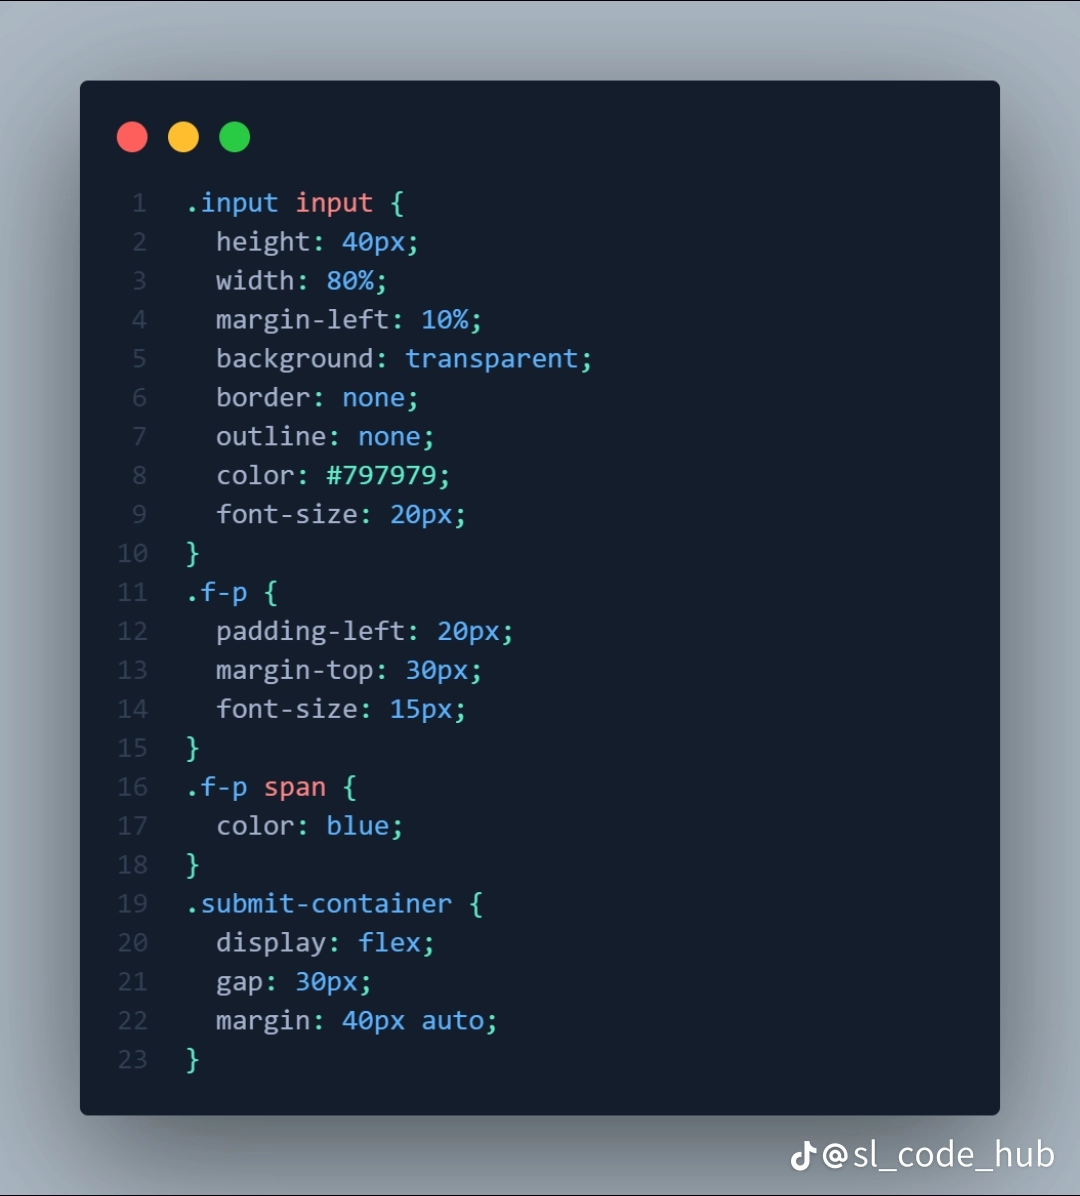 1 .input input {
2   height: 40px;
3   width: 80%;
4   margin-left: 10%;
5   background: transparent;
6   border: none;
7   outline: none;
8   color: #797979;
9   font-size: 20px;
10 }
11 .f-p {
12   padding-left: 20px;
13   margin-top: 30px;
14   font-size: 15px;
15 }
16 .f-p span {
17   color: blue;
18 }
19 .submit-container {
20   display: flex;
21   gap: 30px;
22   margin: 40px auto;
23 }
@sl_code_hub